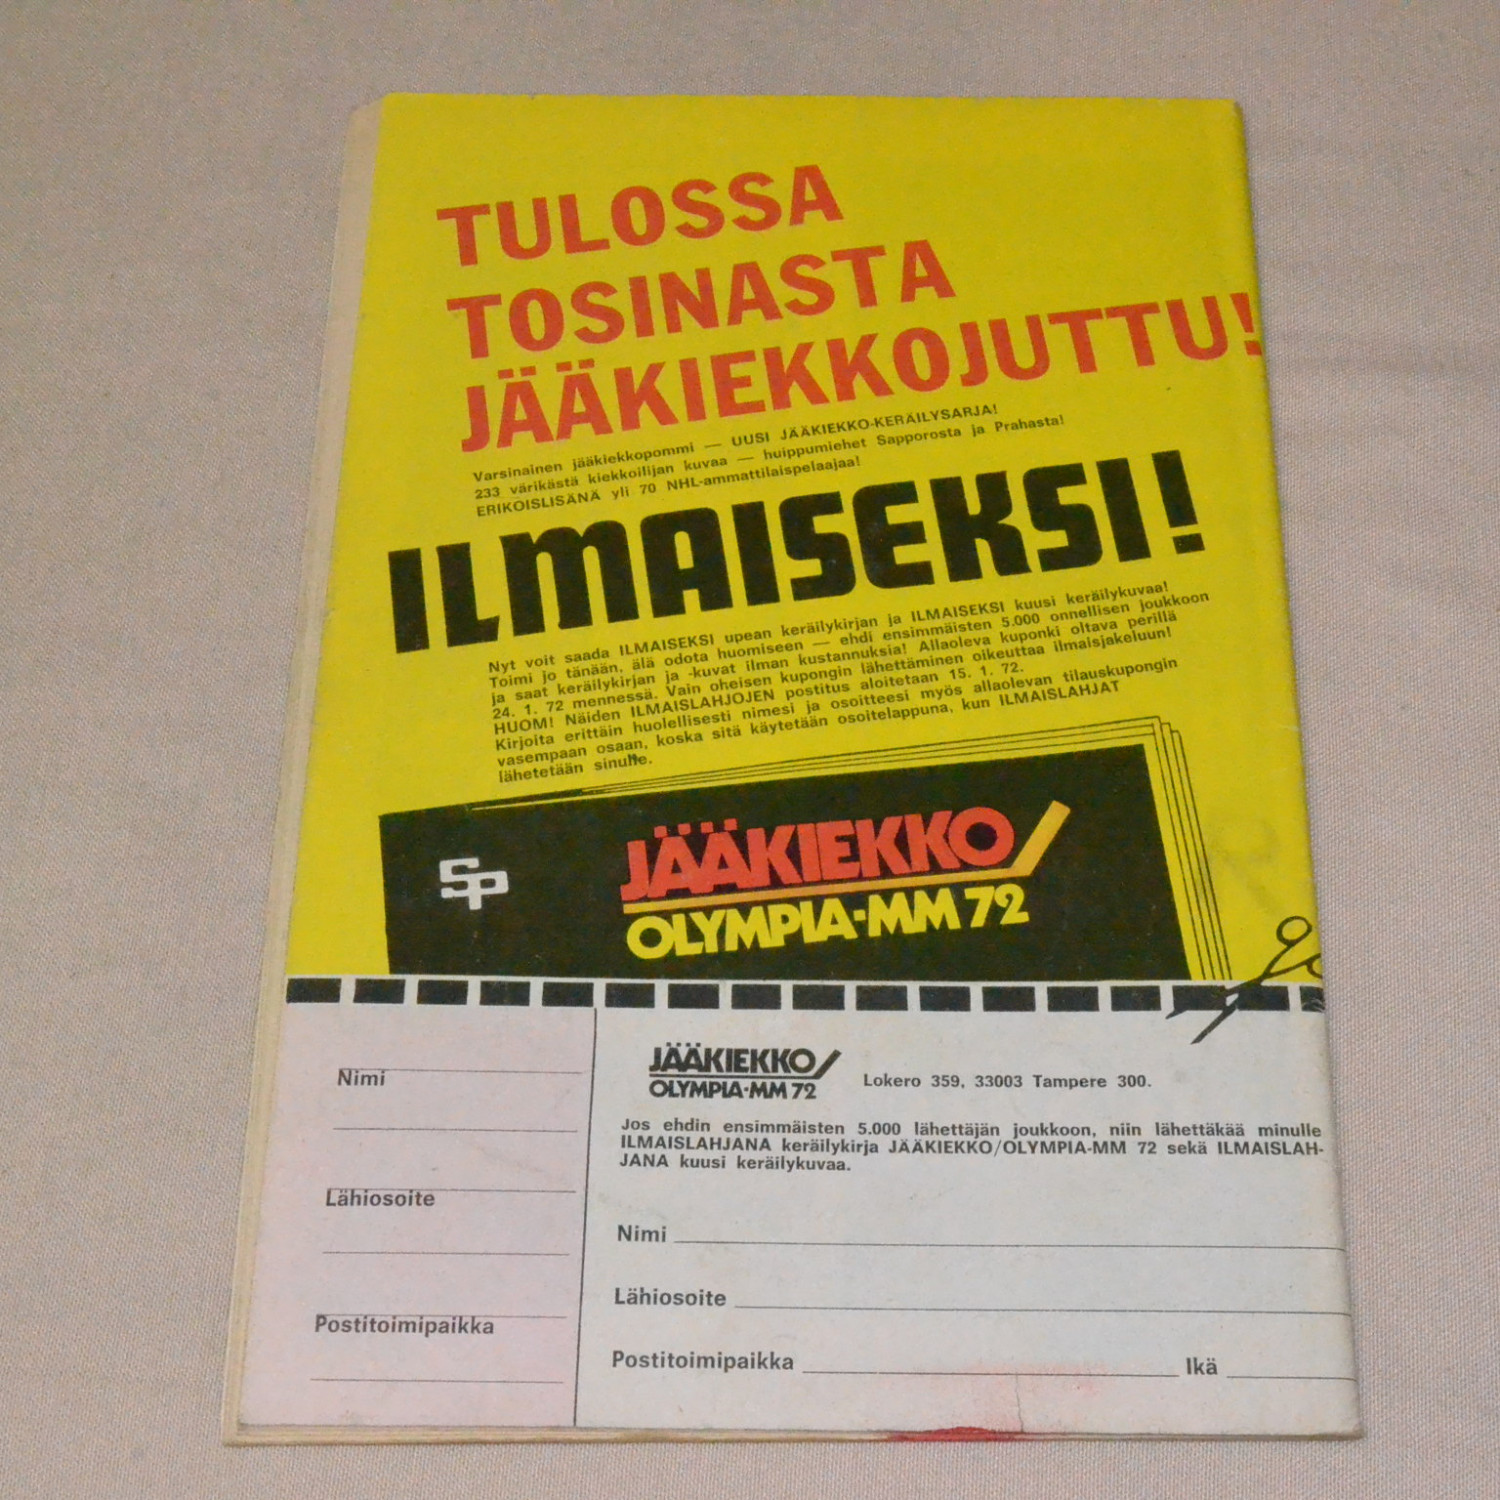 TULOSSA
TOSINASTA
JÄÄKIEKKOJUTTU!
Varsinainen jääkiekkopommi — UUSI JÄÄKIEKKO-KERÄILYSARJA!
233 värikästä kiekkoilijan kuvaa — huippumiehet Sapporosta ja Prahasta!
ERIKOISLISÄNÄ yli 70 NHL-ammattilaispelaajaa!
ILMAISEKSI!
Nyt voit saada ILMAISEKSI upean keräilykirjan ja ILMAISEKSI kuusi keräilykuvaa!
Toimi jo tänään, älä odota huomiseen — ehdi ensimmäisten 5.000 onnellisen joukkoon
ja saat keräilykirjan ja -kuvat ilman kustannuksia! Allaoleva kuponki oltava perillä
24. 1. 72 mennessä. Vain oheisen kupongin lähettäminen oikeuttaa ilmaisjakeluun!
HUOM! Näiden ILMAISLAHJOJEN postitus aloitetaan 15. 1. 72.
Kirjoita erittäin huolellisesti nimesi ja osoitteesi myös allaolevan tilauskupongin
vasempaan osaan, koska sitä käytetään osoitelappuna, kun ILMAISLAHJAT
lähetetään sinulle.
SP
JÄÄKIEKKO
OLYMPIA-MM 72
Nimi
Lähiosoite
Postitoimipaikka
JÄÄKIEKKO
OLYMPIA-MM 72
Lokero 359, 33003 Tampere 300.
Jos ehdin ensimmäisten 5.000 lähettäjän joukkoon, niin lähettäkää minulle
ILMAISLAHJANA keräilykirja JÄÄKIEKKO/OLYMPIA-MM 72 sekä ILMAISLAH-
JANA kuusi keräilykuvaa.
Nimi
Lähiosoite
Postitoimipaikka Ikä